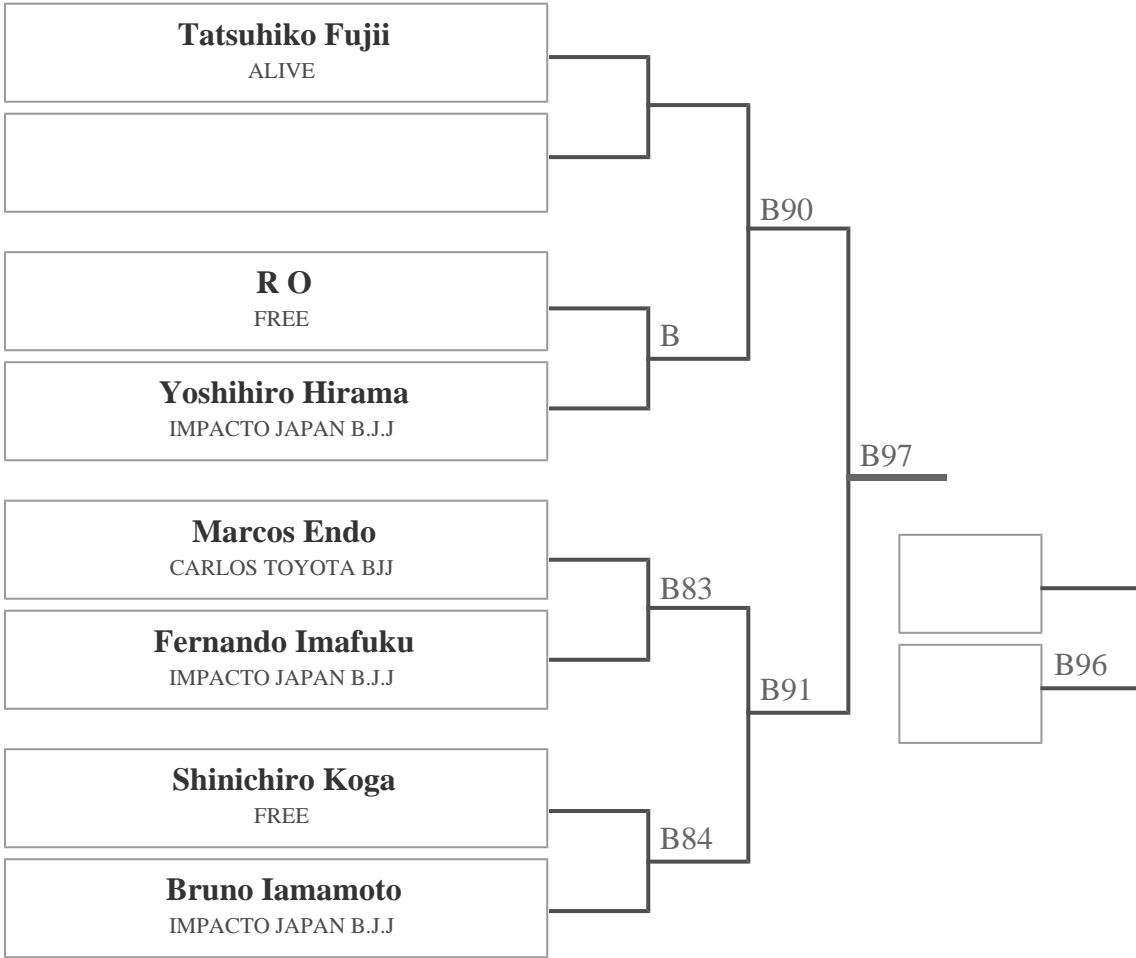 Tatsuhiko Fujii
ALIVE
B90
R O
FREE
B
Yoshihiro Hirama
IMPACTO JAPAN B.J.J
B97
Marcos Endo
CARLOS TOYOTA BJJ
B83
Fernando Imafuku
IMPACTO JAPAN B.J.J
B96
B91
Shinichiro Koga
FREE
B84
Bruno Iamamoto
IMPACTO JAPAN B.J.J